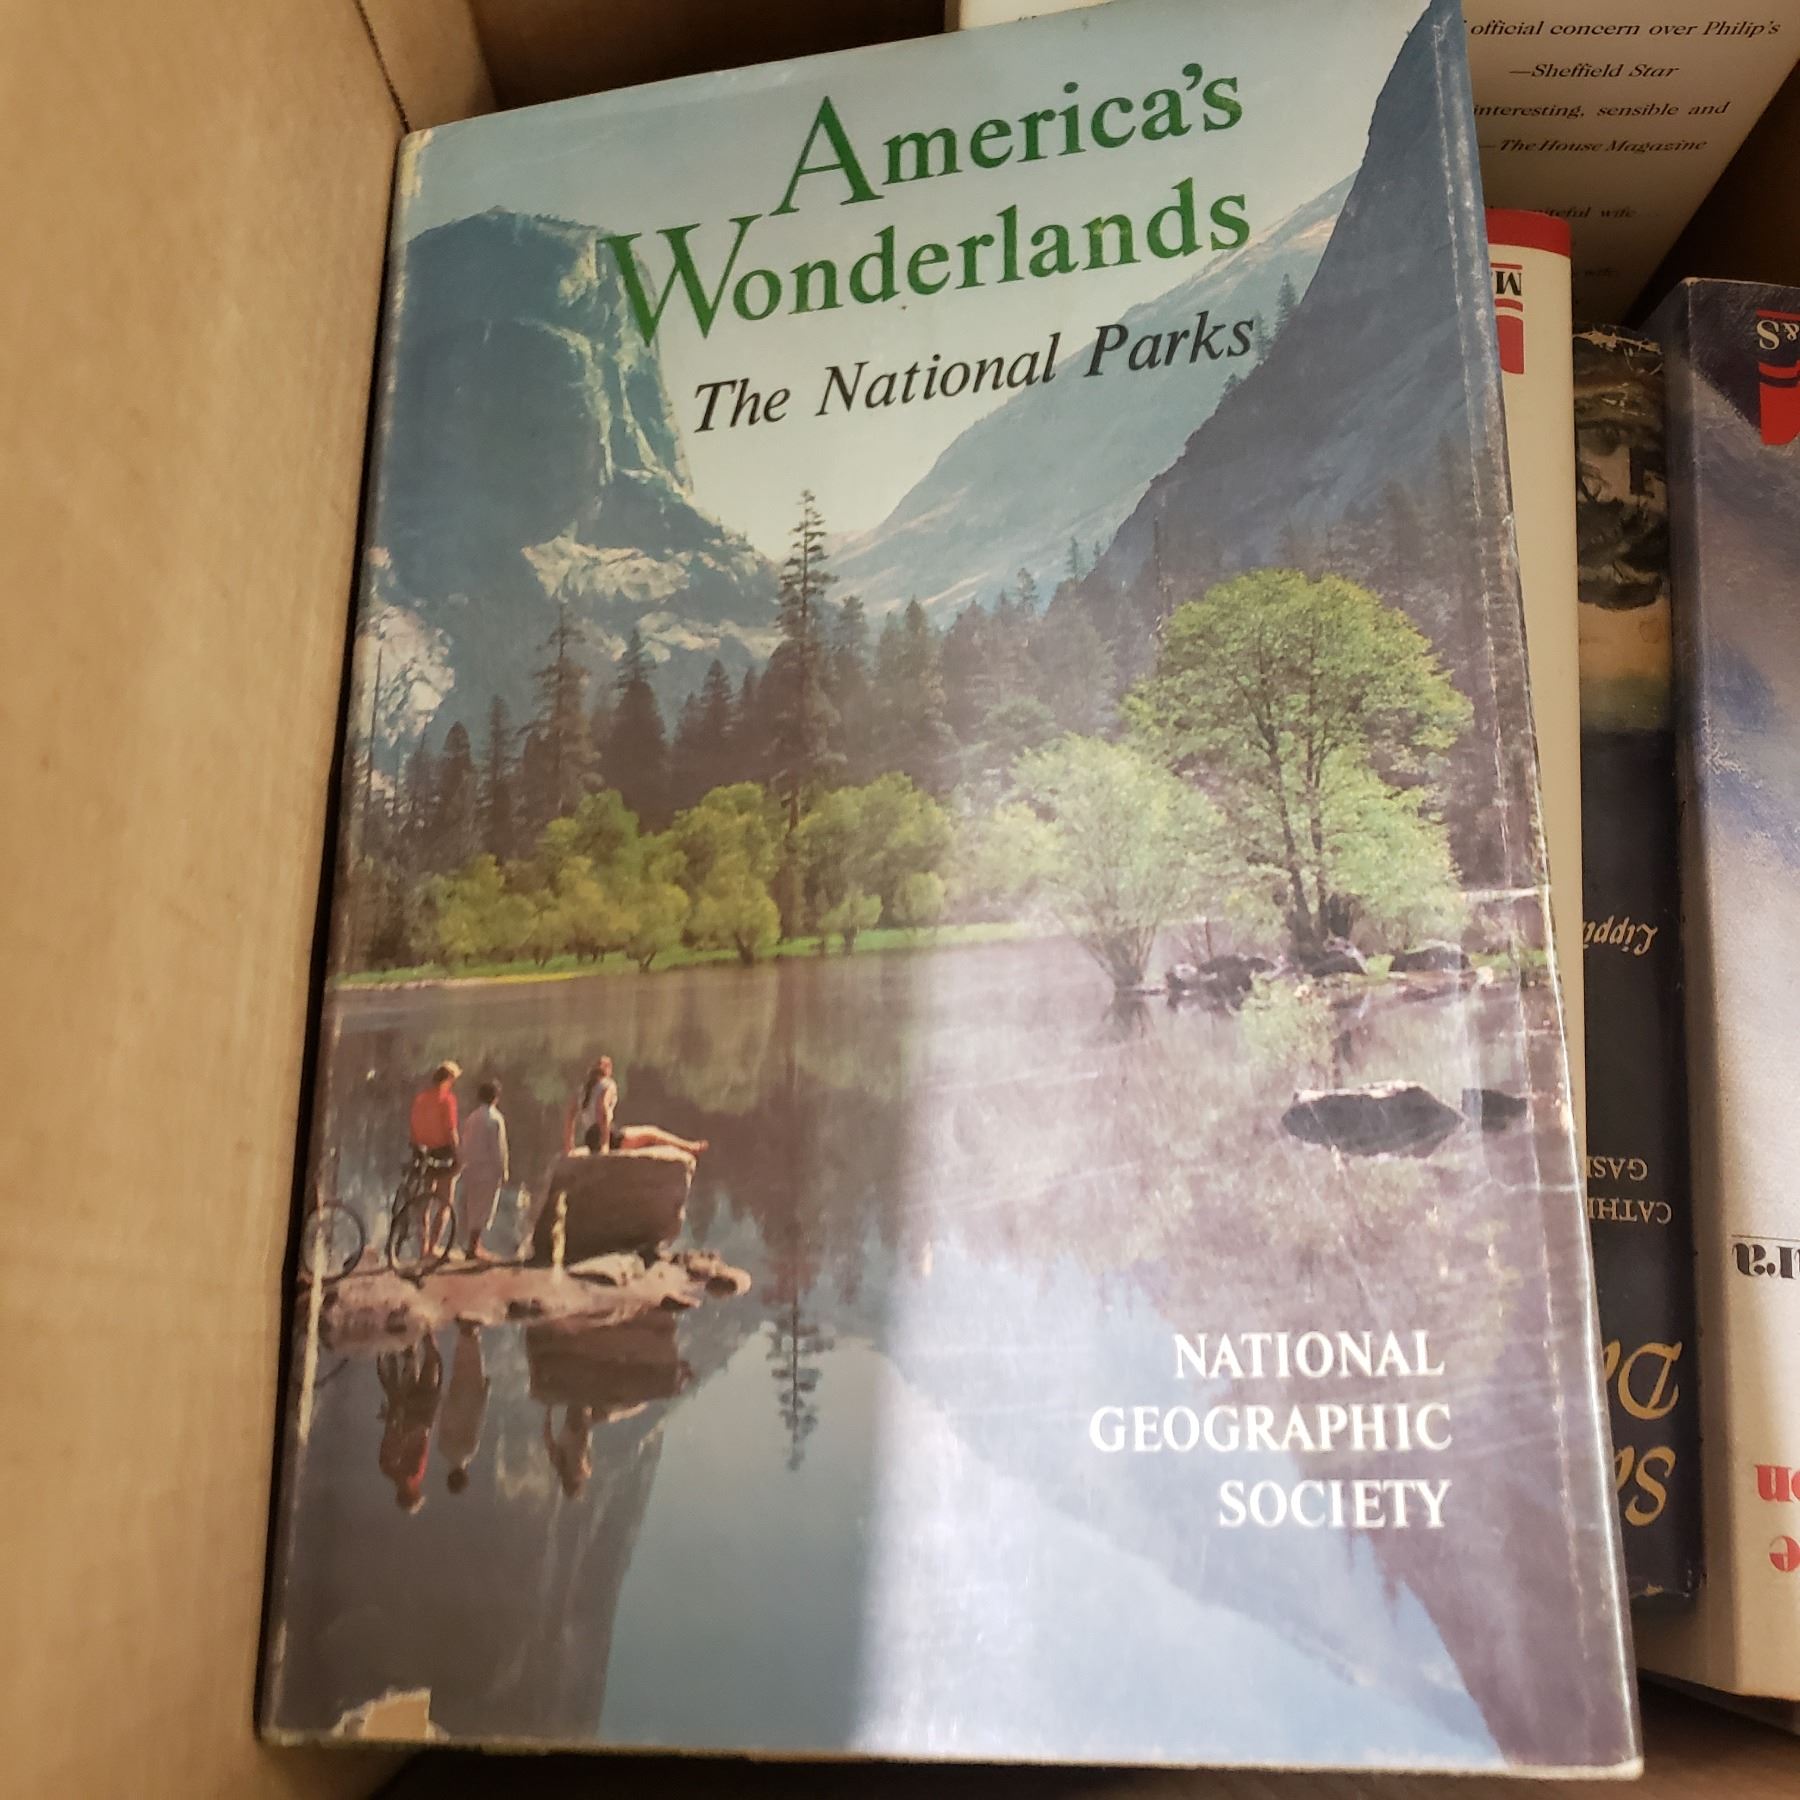 America's
Wonderlands
The National Parks
NATIONAL
GEOGRAPHIC
SOCIETY
official concern over Philip's
—Sheffield Star
interesting, sensible and
—The House Magazine
wife
&S